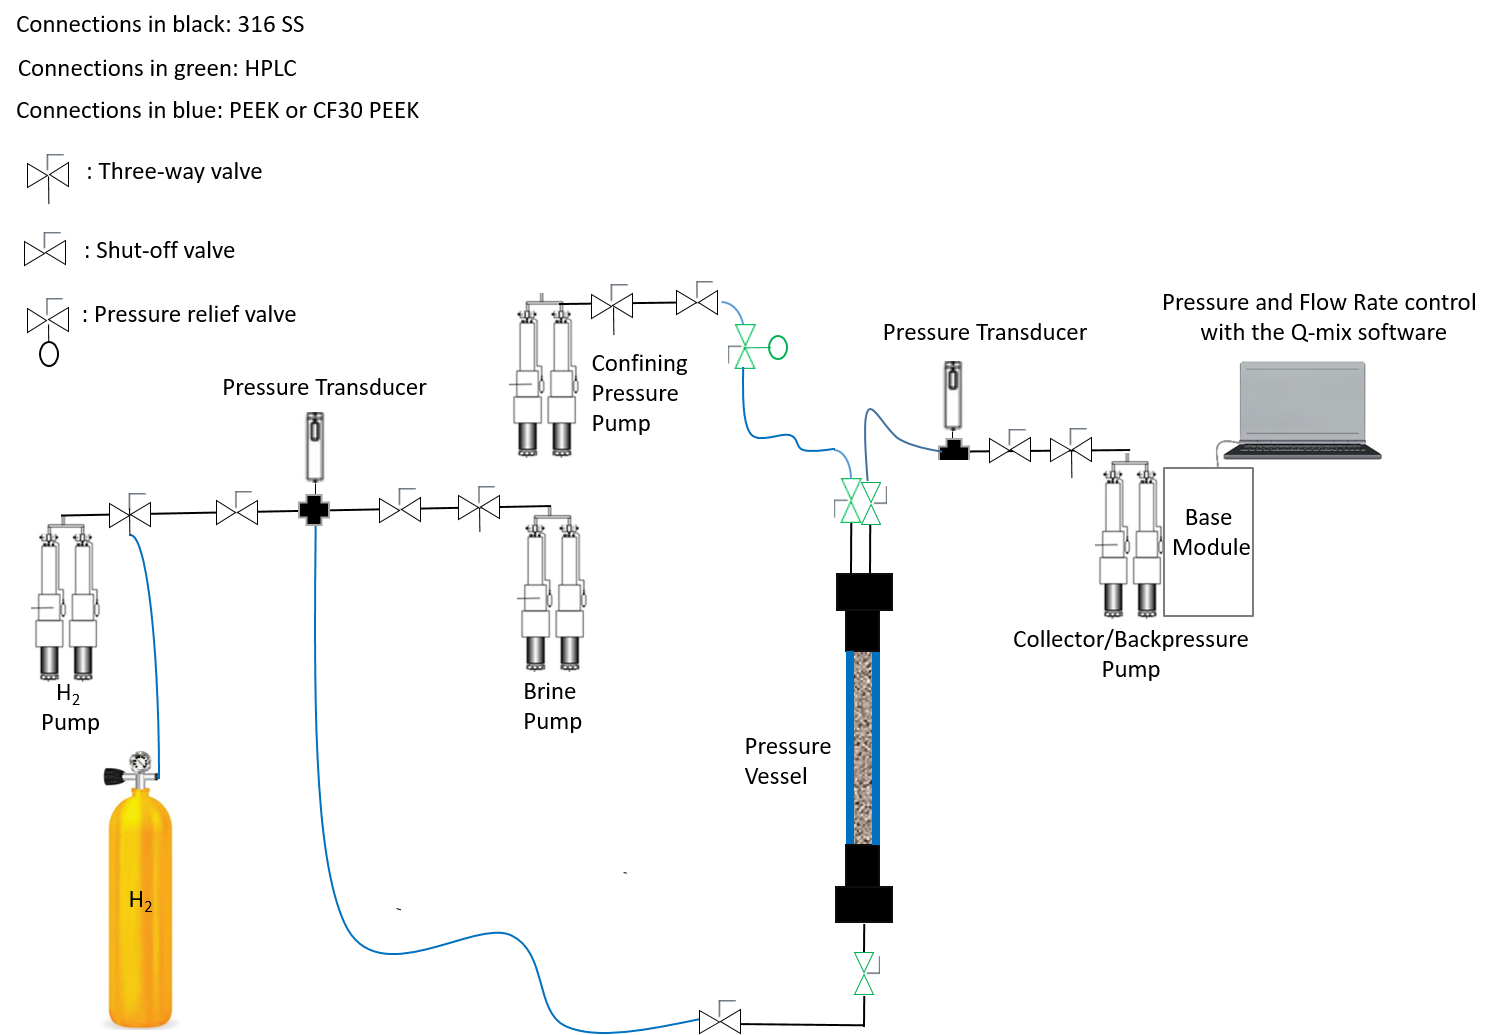 Connections in black: 316 SS
Connections in green: HPLC
Connections in blue: PEEK or CF30 PEEK
: Three-way valve
: Shut-off valve
: Pressure relief valve
Pressure and Flow Rate control
with the Q-mix software
Pressure Transducer
Confining
Pressure
Pump
Pressure Transducer
Base
Module
Collector/Backpressure
Pump
H2
Pump
Brine
Pump
Pressure
Vessel
H2